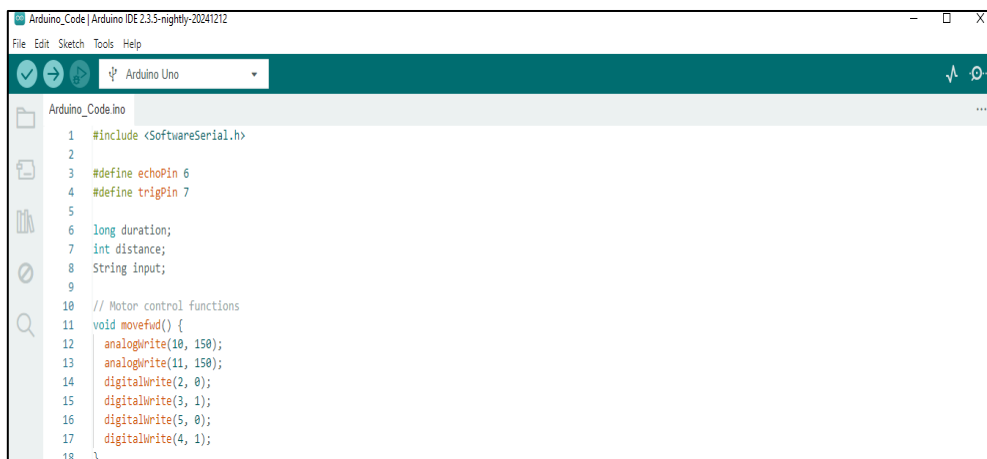 Arduino_Code | Arduino IDE 2.3.5-nightly-20241212
File Edit Sketch Tools Help
Arduino Uno
Arduino_Code.ino
1 #include <SoftwareSerial.h>
2
3 #define echoPin 6
4 #define trigPin 7
5
6 long duration;
7 int distance;
8 String input;
9
10 // Motor control functions
11 void movefwd() {
12 analogWrite(10, 150);
13 analogWrite(11, 150);
14 digitalWrite(2, 0);
15 digitalWrite(3, 1);
16 digitalWrite(5, 0);
17 digitalWrite(4, 1);
18 }